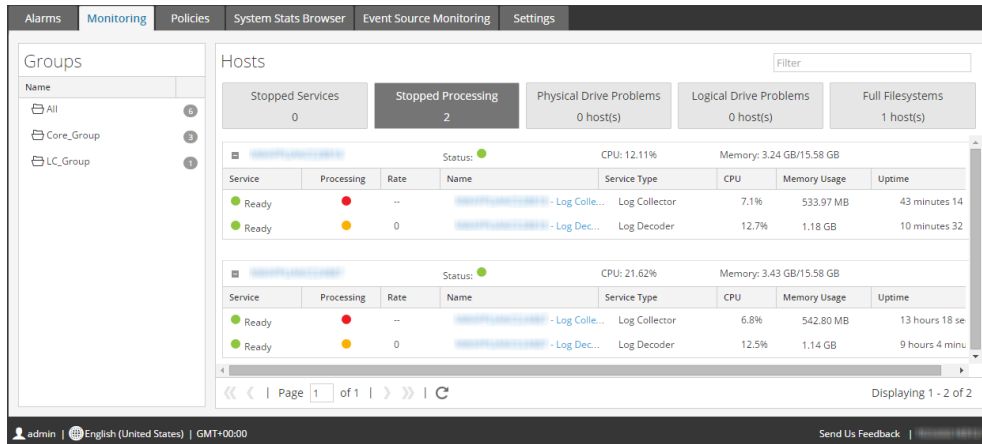 Alarms Monitoring Policies System Stats Browser Event Source Monitoring Settings
Groups
Name
All 6
Core_Group 3
LC_Group 1
Hosts
Filter
Stopped Services Stopped Processing Physical Drive Problems Logical Drive Problems Full Filesystems
0 2 0 host(s) 0 host(s) 1 host(s)
Status: CPU: 12.11% Memory: 3.24 GB/15.58 GB
Service Processing Rate Name Service Type CPU Memory Usage Uptime
Ready -- - Log Colle... Log Collector 7.1% 533.97 MB 43 minutes 14
Ready 0 - Log Dec... Log Decoder 12.7% 1.18 GB 10 minutes 32
Status: CPU: 21.62% Memory: 3.43 GB/15.58 GB
Service Processing Rate Name Service Type CPU Memory Usage Uptime
Ready -- - Log Colle... Log Collector 6.8% 542.80 MB 13 hours 18 se
Ready 0 - Log Dec... Log Decoder 12.5% 1.14 GB 9 hours 4 minu
Page 1 of 1 Displaying 1 - 2 of 2
admin | English (United States) | GMT+00:00 Send Us Feedback |